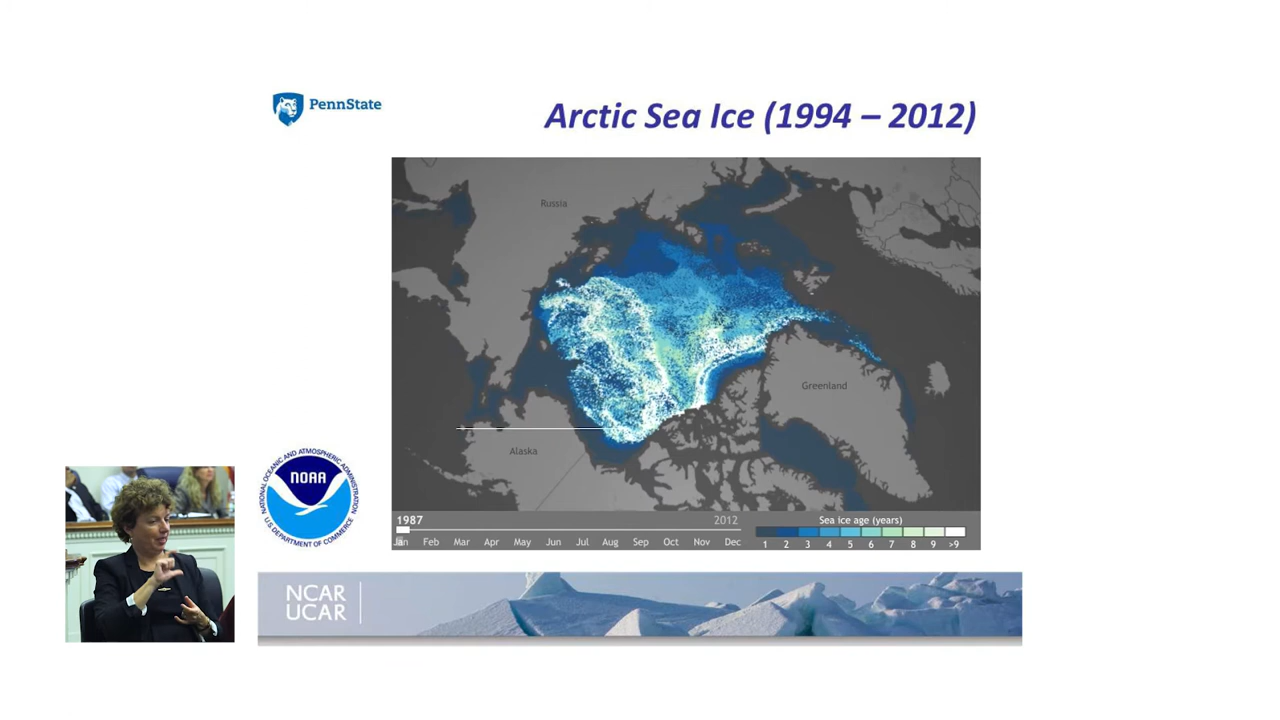 PennState
Arctic Sea Ice (1994 – 2012)
Russia
Greenland
Alaska
NATIONAL OCEANIC AND ATMOSPHERIC ADMINISTRATION
NOAA
U.S. DEPARTMENT OF COMMERCE
1987
2012
Jan Feb Mar Apr May Jun Jul Aug Sep Oct Nov Dec
Sea Ice age (years)
1 2 3 4 5 6 7 8 9 >9
NCAR
UCAR